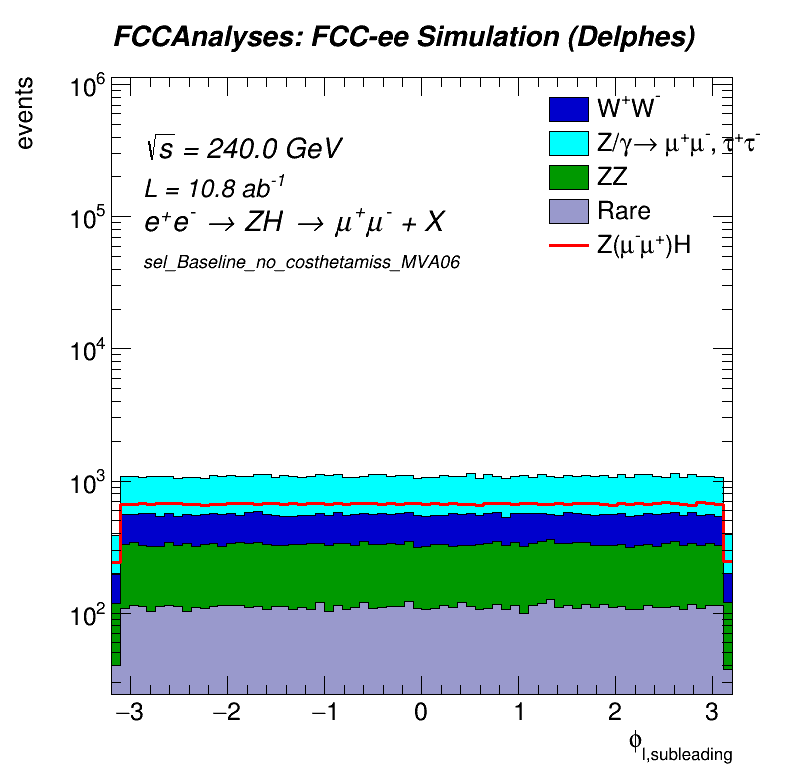 FCCAnalyses: FCC-ee Simulation (Delphes)
events
10⁶
10⁵
10⁴
10³
10²
√s = 240.0 GeV
L = 10.8 ab⁻¹
e⁺e⁻ → ZH → μ⁺μ⁻ + X
sel_Baseline_no_costhetamiss_MVA06
W⁺W⁻
Z/γ→ μ⁺μ⁻, τ⁺τ⁻
ZZ
Rare
Z(μ⁻μ⁺)H
−3 −2 −1 0 1 2 3
ϕ_l,subleading